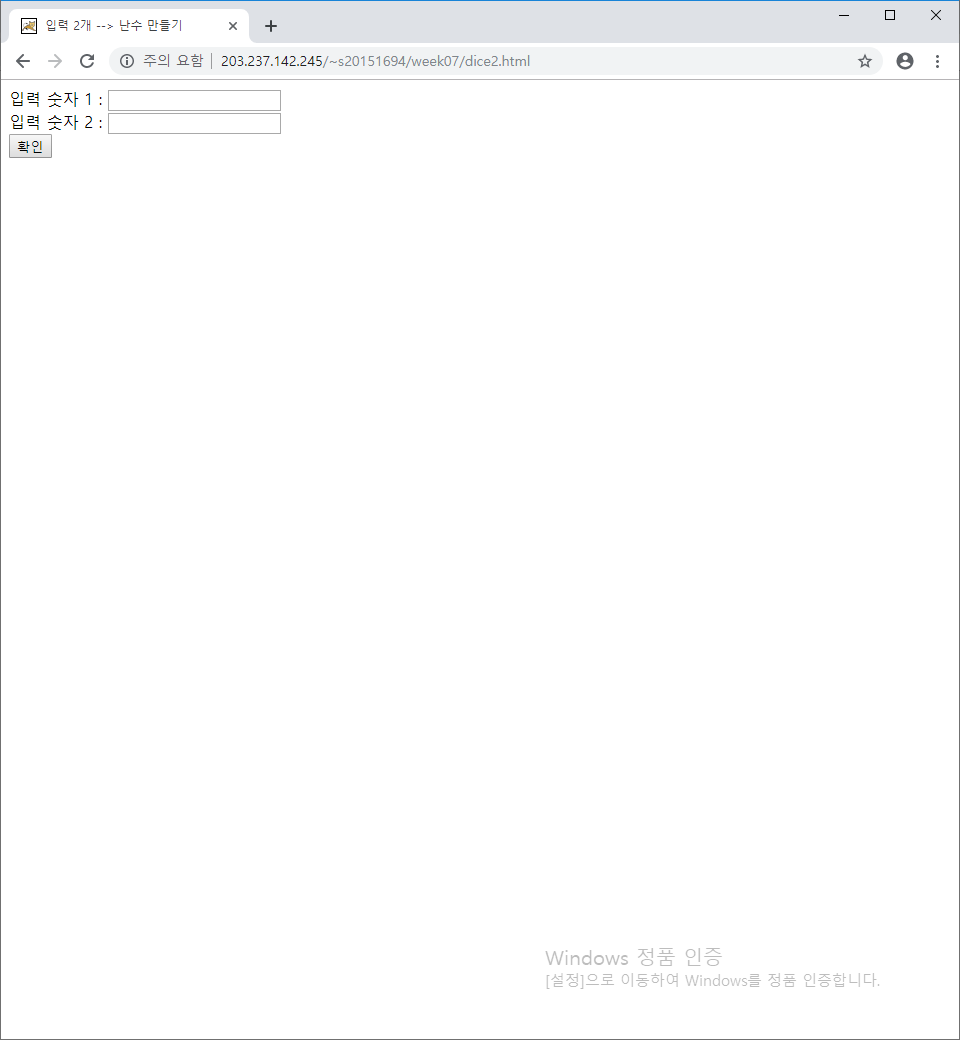 입력 2개 --> 난수 만들기
주의 요함 | 203.237.142.245/~s20151694/week07/dice2.html
입력 숫자 1 :
입력 숫자 2 :
확인
Windows 정품 인증
[설정]으로 이동하여 Windows를 정품 인증합니다.